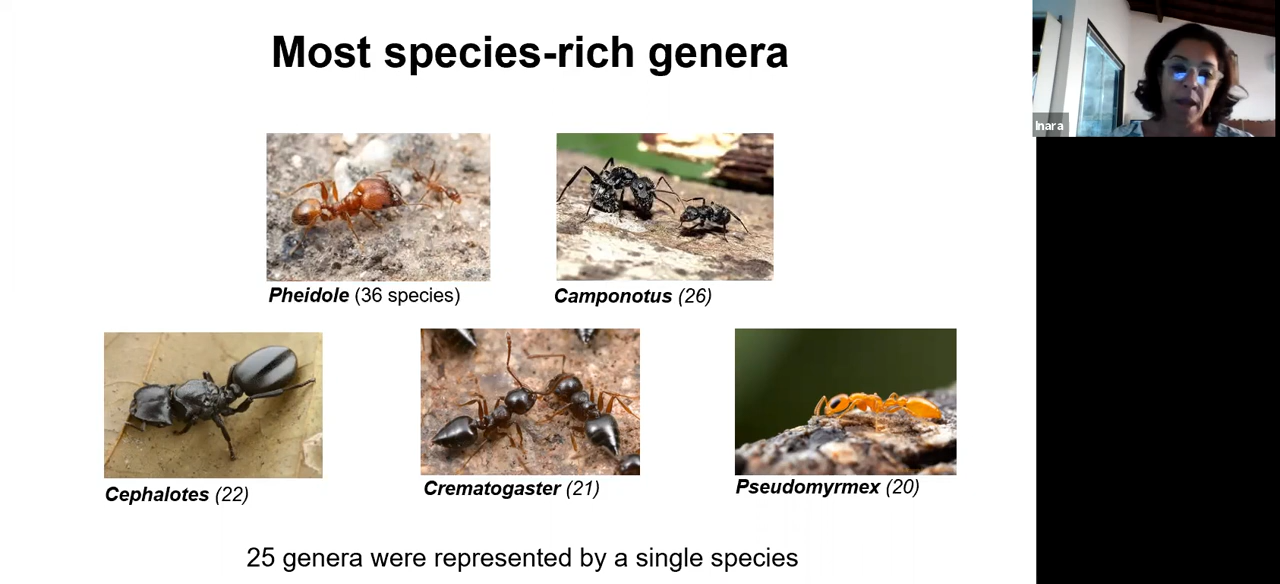 Most species-rich genera
Inara
Pheidole (36 species)
Camponotus (26)
Cephalotes (22)
Crematogaster (21)
Pseudomyrmex (20)
25 genera were represented by a single species